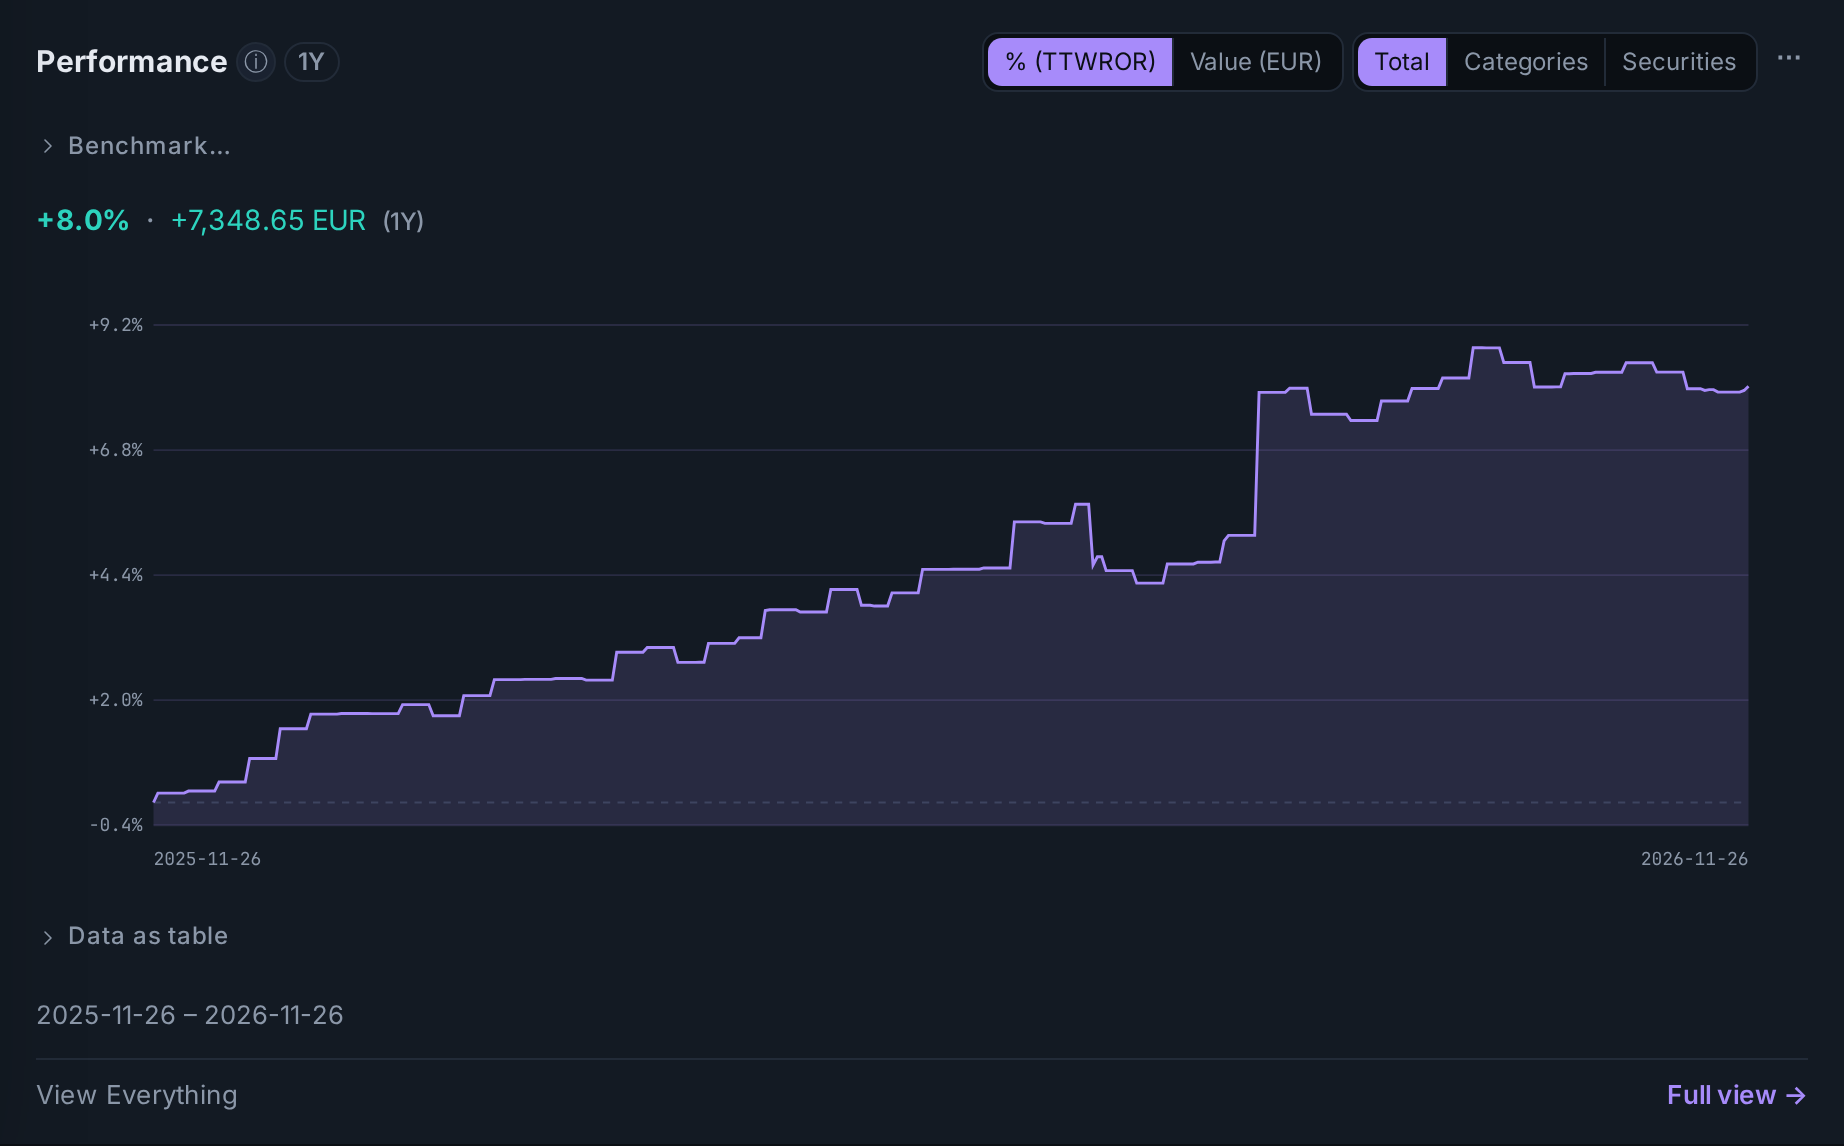 Performance ⓘ 1Y % (TTWROR) Value (EUR) Total Categories Securities ...
Benchmark...
+8.0% · +7,348.65 EUR (1Y)
+9.2%
+6.8%
+4.4%
+2.0%
-0.4%
2025-11-26 2026-11-26
Data as table
2025-11-26 – 2026-11-26
View Everything Full view →